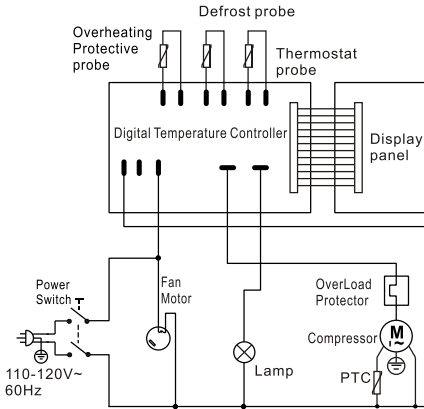 Defrost probe
Overheating
Protective
probe
Thermostat
probe
Digital Temperature Controller
Display
panel
Power
Switch
Fan
Motor
OverLoad
Protector
Compressor
M
~
Lamp
PTC
110-120V~
60Hz